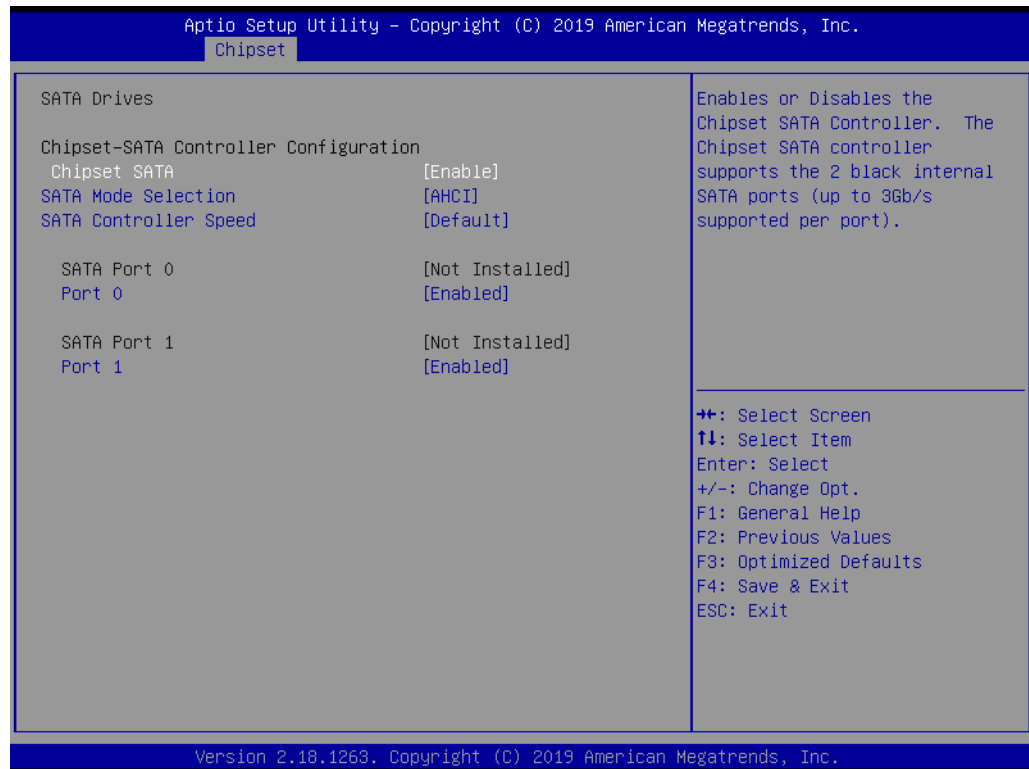 Aptio Setup Utility – Copyright (C) 2019 American Megatrends, Inc.
Chipset
SATA Drives
Chipset-SATA Controller Configuration
Chipset SATA [Enable]
SATA Mode Selection [AHCI]
SATA Controller Speed [Default]
SATA Port 0 [Not Installed]
Port 0 [Enabled]
SATA Port 1 [Not Installed]
Port 1 [Enabled]
Enables or Disables the
Chipset SATA Controller. The
Chipset SATA controller
supports the 2 black internal
SATA ports (up to 3Gb/s
supported per port).
→←: Select Screen
↑↓: Select Item
Enter: Select
+/-: Change Opt.
F1: General Help
F2: Previous Values
F3: Optimized Defaults
F4: Save & Exit
ESC: Exit
Version 2.18.1263. Copyright (C) 2019 American Megatrends, Inc.